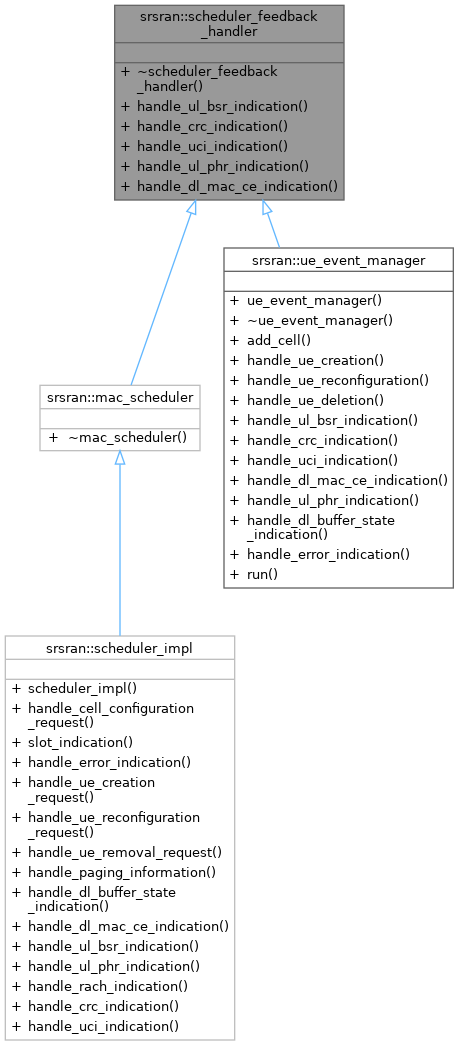 srsran::scheduler_feedback
_handler
+ ~scheduler_feedback
_handler()
+ handle_ul_bsr_indication()
+ handle_crc_indication()
+ handle_uci_indication()
+ handle_ul_phr_indication()
+ handle_dl_mac_ce_indication()
srsran::ue_event_manager
+ ue_event_manager()
+ ~ue_event_manager()
+ add_cell()
+ handle_ue_creation()
+ handle_ue_reconfiguration()
+ handle_ue_deletion()
+ handle_ul_bsr_indication()
+ handle_crc_indication()
+ handle_uci_indication()
+ handle_dl_mac_ce_indication()
+ handle_ul_phr_indication()
+ handle_dl_buffer_state
_indication()
+ handle_error_indication()
+ run()
srsran::mac_scheduler
+ ~mac_scheduler()
srsran::scheduler_impl
+ scheduler_impl()
+ handle_cell_configuration
_request()
+ slot_indication()
+ handle_error_indication()
+ handle_ue_creation
_request()
+ handle_ue_reconfiguration
_request()
+ handle_ue_removal_request()
+ handle_paging_information()
+ handle_dl_buffer_state
_indication()
+ handle_dl_mac_ce_indication()
+ handle_ul_bsr_indication()
+ handle_ul_phr_indication()
+ handle_rach_indication()
+ handle_crc_indication()
+ handle_uci_indication()